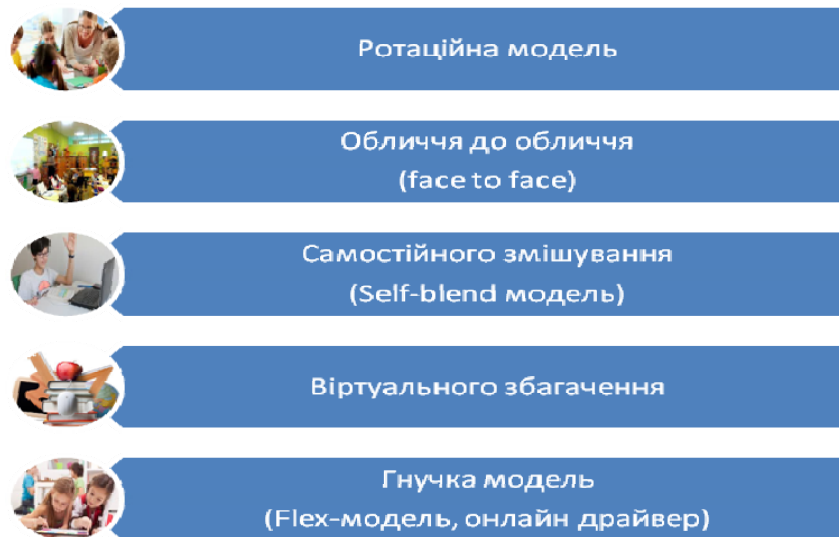 Ротаційна модель
Обличчя до обличчя
(face to face)
Самостійного змішування
(Self-blend модель)
Віртуального збагачення
Гнучка модель
(Flex-модель, онлайн драйвер)